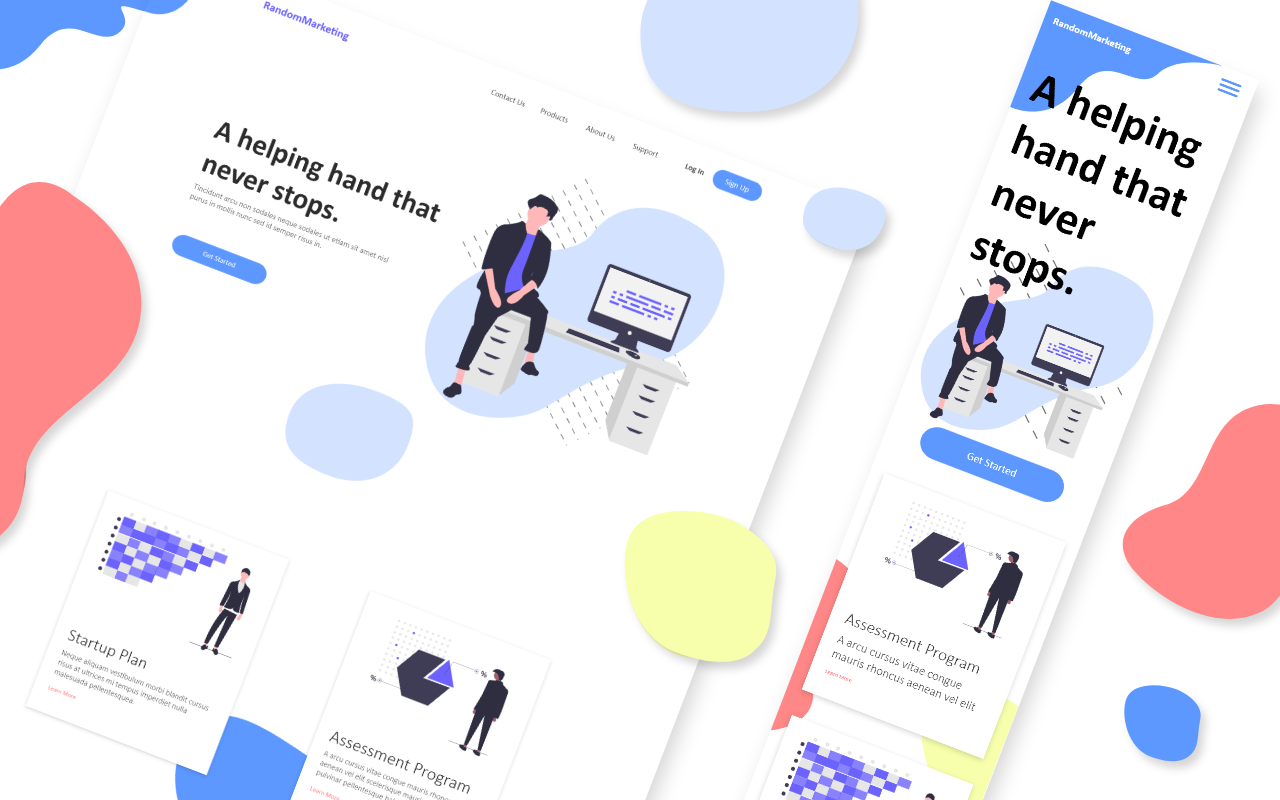 RandomMarketing
Contact Us
Products
About Us
Support
Log In
Sign Up
A helping hand that
never stops.
Tincidunt arcu non sodales neque sodales ut etiam sit amet nisl
purus in mollis nunc sed id semper risus in.
Get Started
Startup Plan
Neque aliquam vestibulum morbi blandit cursus
risus at ultrices mi tempus imperdiet nulla
malesuada pellentesque.
Learn More
%
%
Assessment Program
A arcu cursus vitae congue mauris rhoncus
aenean vel elit scelerisque mauris
pulvinar pellentesque
Learn More
RandomMarketing
A helping
hand that
never
stops.
Get Started
%
%
Assessment Program
A arcu cursus vitae congue
mauris rhoncus aenean vel elit
Learn More